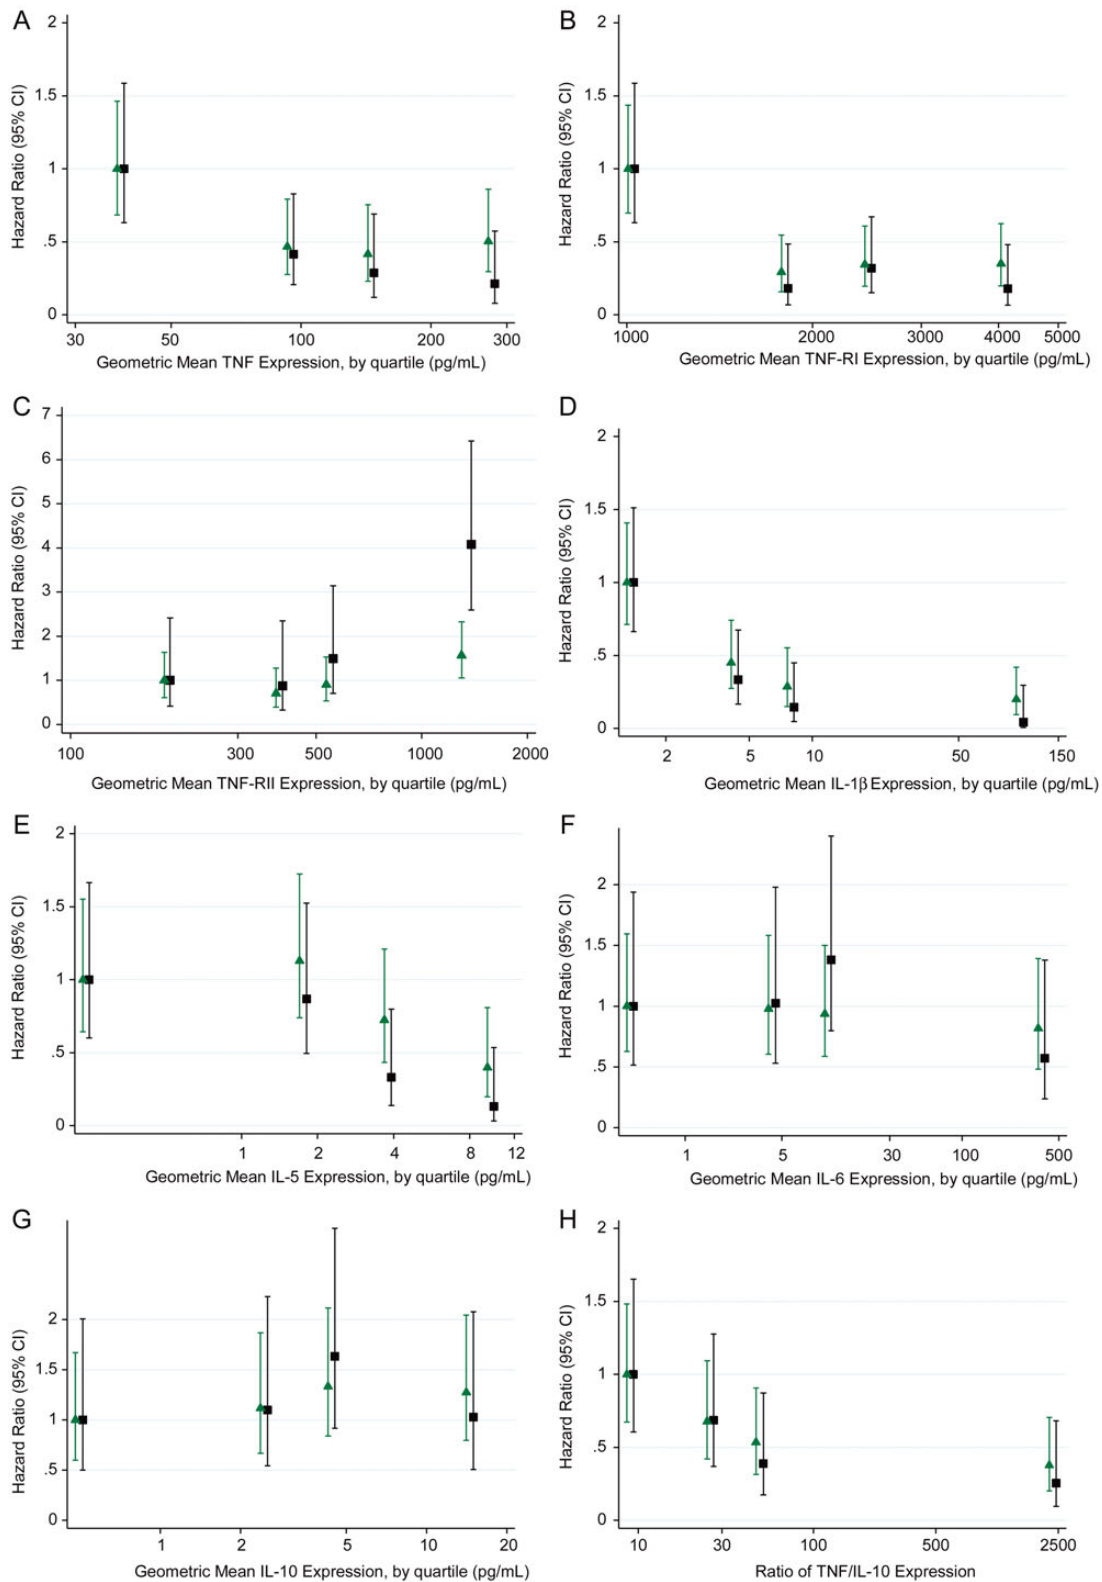 A
Hazard Ratio (95% CI)
2
1.5
1
.5
0
30 50 100 200 300
Geometric Mean TNF Expression, by quartile (pg/mL)
B
Hazard Ratio (95% CI)
2
1.5
1
.5
0
1000 2000 3000 4000 5000
Geometric Mean TNF-RI Expression, by quartile (pg/mL)
C
Hazard Ratio (95% CI)
7
6
5
4
3
2
1
0
100 300 500 1000 2000
Geometric Mean TNF-RII Expression, by quartile (pg/mL)
D
Hazard Ratio (95% CI)
2
1.5
1
.5
0
2 5 10 50 150
Geometric Mean IL-1β Expression, by quartile (pg/mL)
E
Hazard Ratio (95% CI)
2
1.5
1
.5
0
1 2 4 8 12
Geometric Mean IL-5 Expression, by quartile (pg/mL)
F
Hazard Ratio (95% CI)
2
1.5
1
.5
0
1 5 30 100 500
Geometric Mean IL-6 Expression, by quartile (pg/mL)
G
Hazard Ratio (95% CI)
2
1.5
1
.5
0
1 2 5 10 20
Geometric Mean IL-10 Expression, by quartile (pg/mL)
H
Hazard Ratio (95% CI)
2
1.5
1
.5
0
10 30 100 500 2500
Ratio of TNF/IL-10 Expression